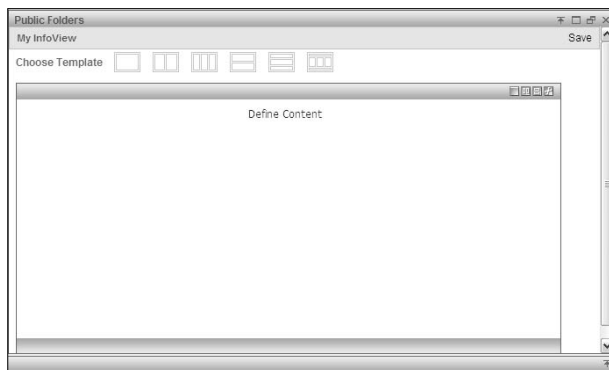 Public Folders
My InfoView Save
Choose Template
Define Content